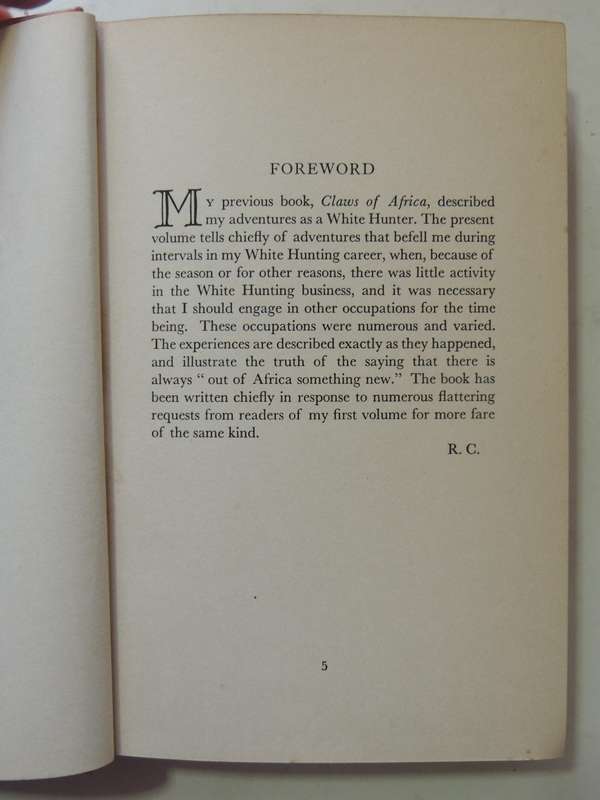 FOREWORD
MY previous book, Claws of Africa, described
my adventures as a White Hunter. The present
volume tells chiefly of adventures that befell me during
intervals in my White Hunting career, when, because of
the season or for other reasons, there was little activity
in the White Hunting business, and it was necessary
that I should engage in other occupations for the time
being. These occupations were numerous and varied.
The experiences are described exactly as they happened,
and illustrate the truth of the saying that there is
always “ out of Africa something new.” The book has
been written chiefly in response to numerous flattering
requests from readers of my first volume for more fare
of the same kind.
R. C.
5